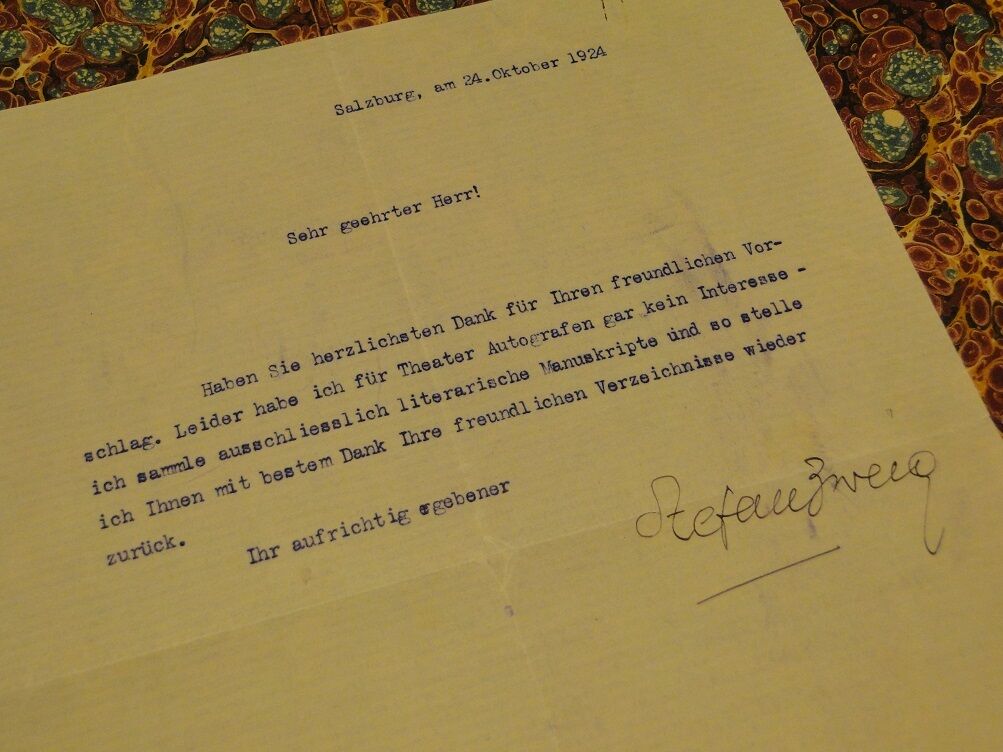 Salzburg, am 24.Oktober 1924
Sehr geehrter Herr!
Haben Sie herzlichsten Dank für Ihren freundlichen Vor-
schlag. Leider habe ich für Theater Autografen gar kein Interesse -
ich sammle ausschliesslich literarische Manuskripte und so stelle
ich Ihnen mit bestem Dank Ihre freundlichen Verzeichnisse wieder
zurück.
Ihr aufrichtig ergebener
Stefan Zweig